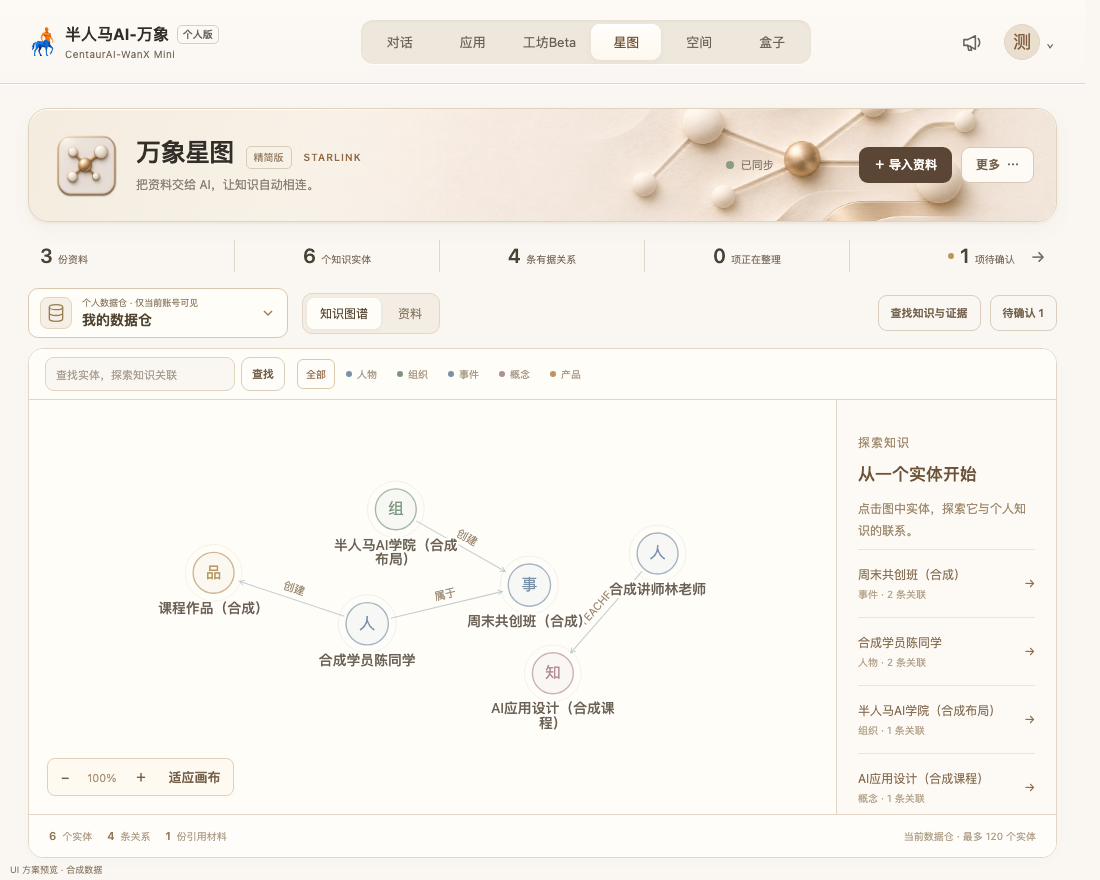 半人马AI-万象 个人版
CentaurAI-WanX Mini
对话 应用 工坊Beta 星图 空间 盒子
测
万象星图 精简版 STARLINK
把资料交给 AI，让知识自动相连。
已同步
+ 导入资料
更多 ···
3 份资料
6 个知识实体
4 条有据关系
0 项正在整理
1 项待确认 →
个人数据仓 · 仅当前账号可见
我的数据仓
知识图谱 资料
查找知识与证据
待确认 1
查找实体，探索知识关联
查找
全部 人物 组织 事件 概念 产品
组
半人马AI学院（合成
布局）
创建
人
合成讲师林老师
品
课程作品（合成）
创建
属于
事
周末共创班（合成）
人
合成学员陈同学
知
AI应用设计（合成课
程）
− 100% + 适应画布
探索知识
从一个实体开始
点击图中实体，探索它与个人知
识的联系。
周末共创班（合成） →
事件 · 2 条关联
合成学员陈同学 →
人物 · 2 条关联
半人马AI学院（合成布局） →
组织 · 1 条关联
AI应用设计（合成课程） →
概念 · 1 条关联
6 个实体 4 条关系 1 份引用材料
当前数据仓 · 最多 120 个实体
UI 方案预览 · 合成数据